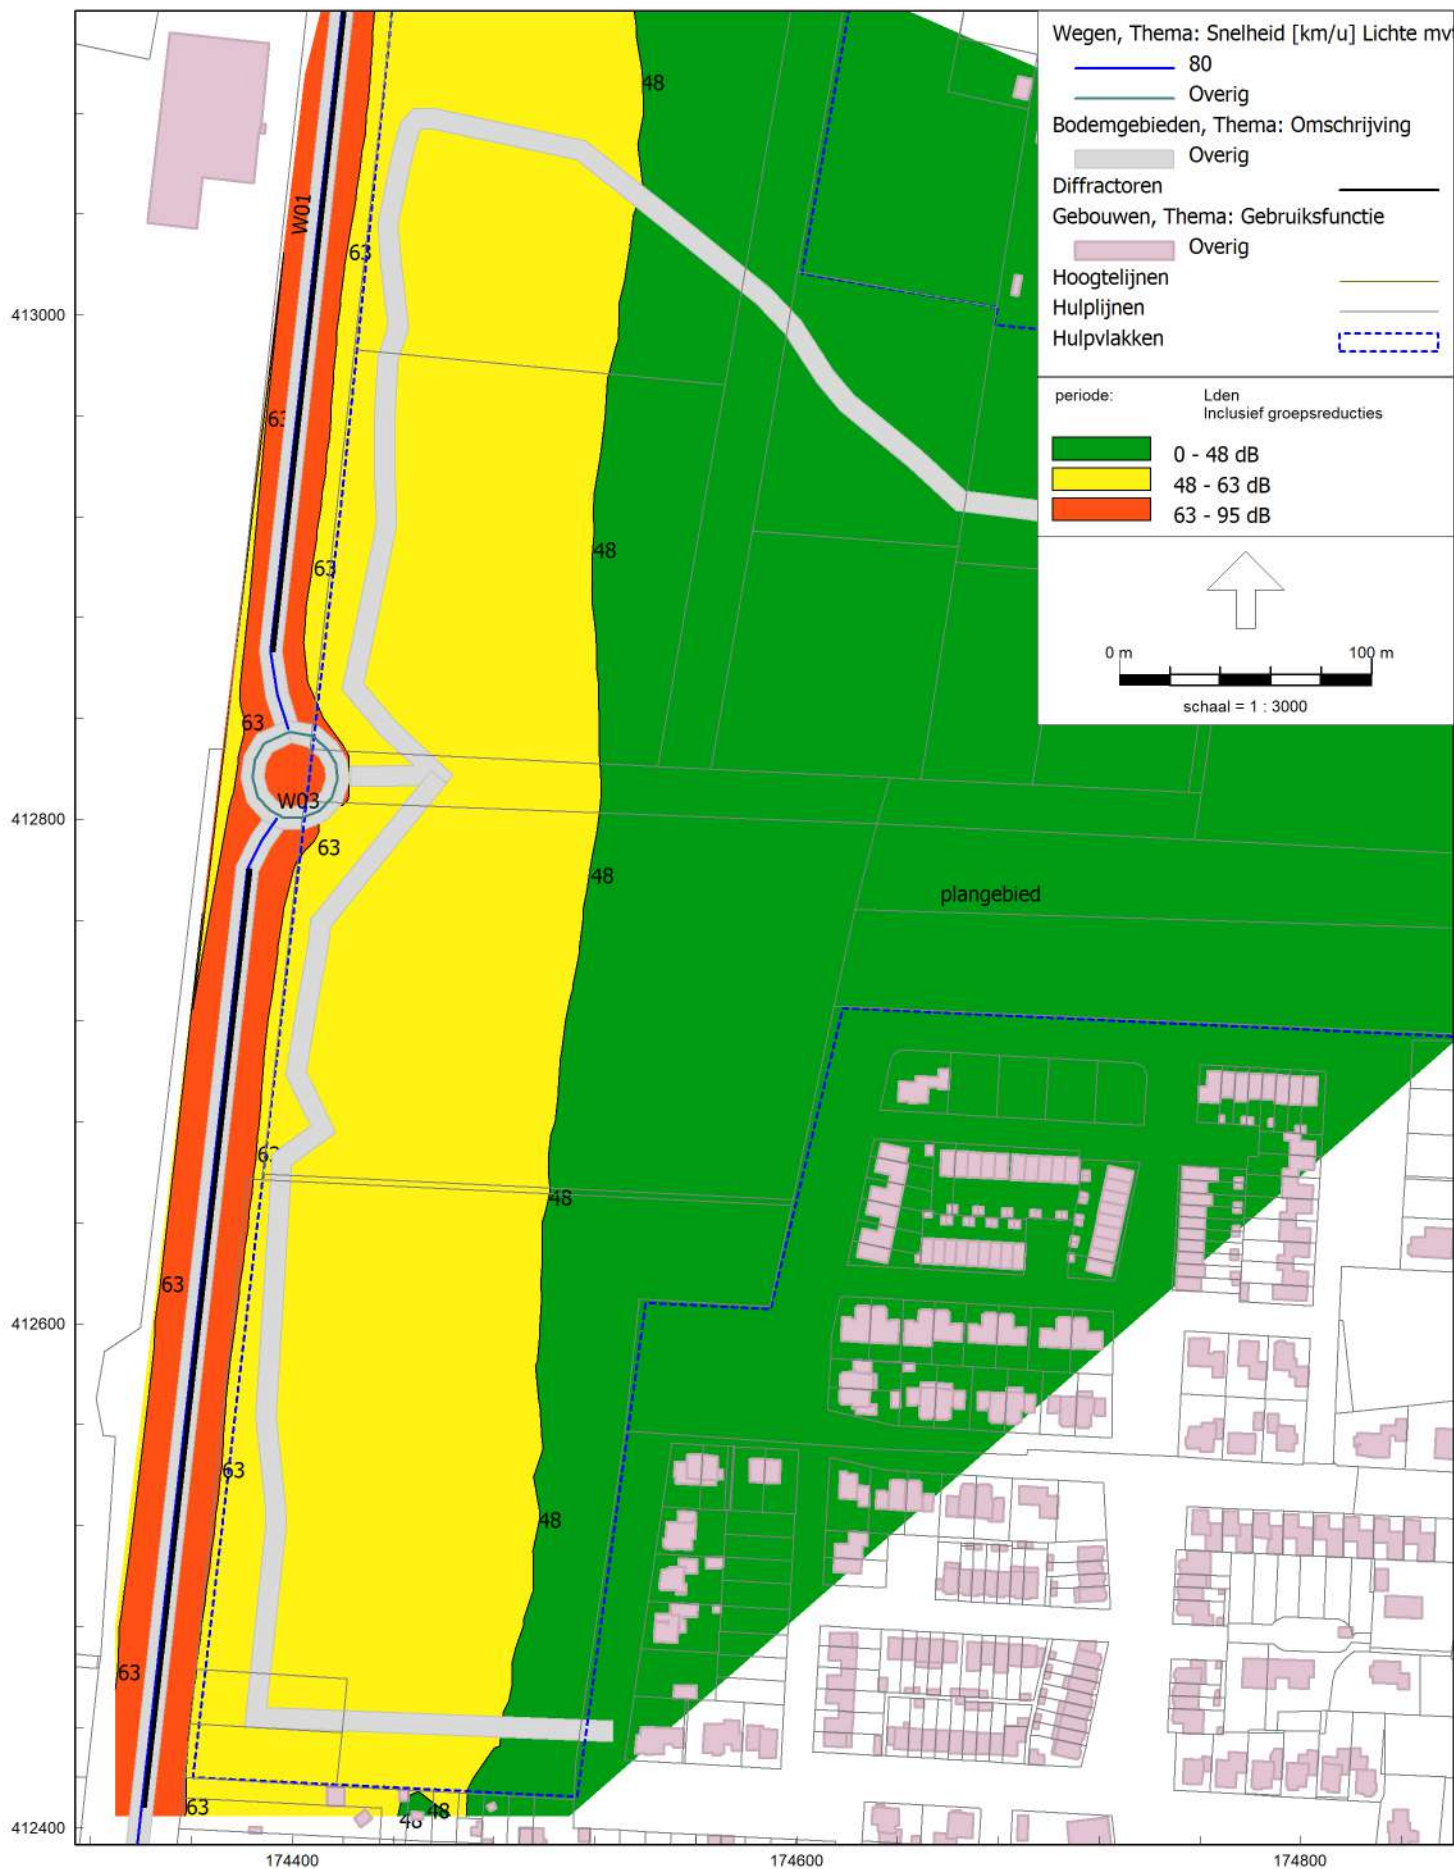 Wegen, Thema: Snelheid [km/u] Lichte mv
80
Overig
Bodemgebieden, Thema: Omschrijving
Overig
Diffractoren
Gebouwen, Thema: Gebruiksfunctie
Overig
Hoogtelijnen
Hulplijnen
Hulpvlakken
periode: Lden
Inclusief groepsreducties
0 - 48 dB
48 - 63 dB
63 - 95 dB
0 m 100 m
schaal = 1 : 3000
48
W01
63
413000
63
48
63
63
W03
412800
63
48
plangebied
63
48
63
412600
63
48
63
63
48
48
412400
174400 174600 174800